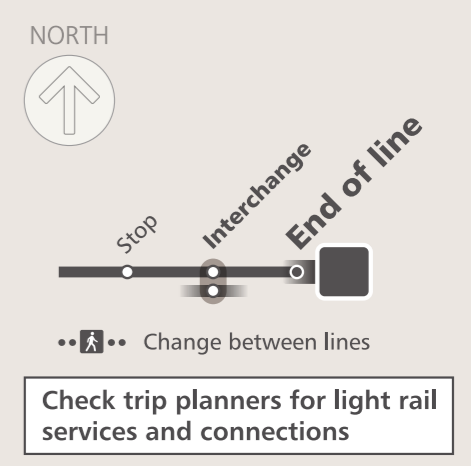 NORTH
Stop
Interchange
End of line
Change between lines
Check trip planners for light rail
services and connections